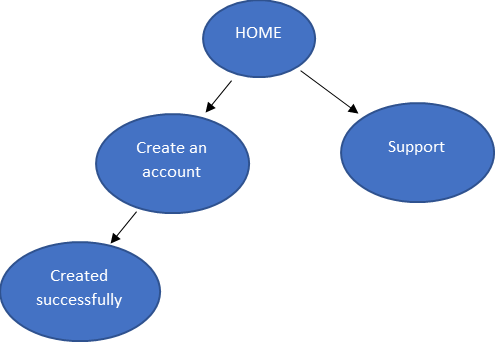 HOME
Create an
account
Support
Created
successfully